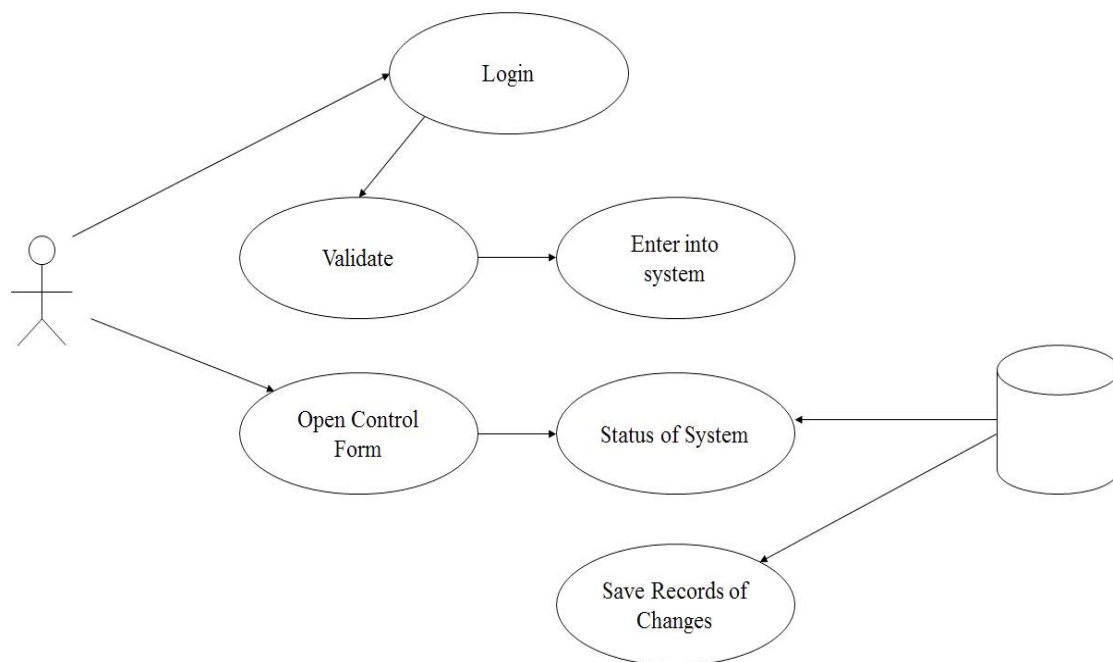 Login
Validate
Enter into
system
Open Control
Form
Status of System
Save Records of
Changes